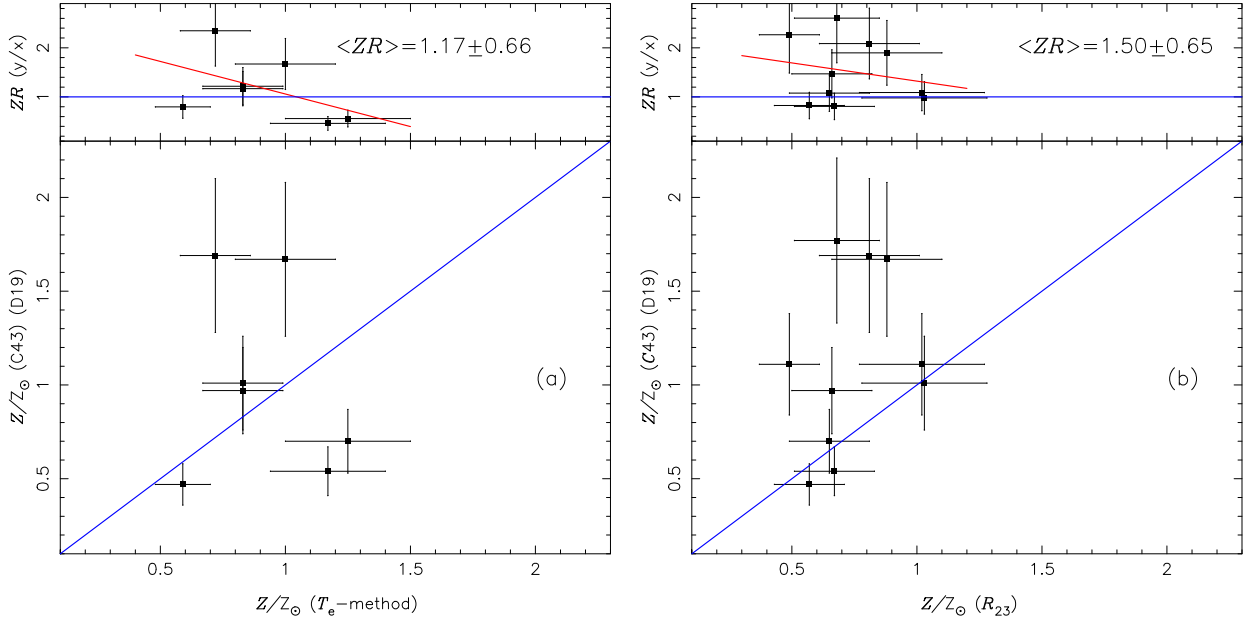 ZR (y/x)
2
1
<ZR>=1.17±0.66
Z/Z⊙ (C43) (D19)
2
1.5
1
0.5
(a)
0.5 1 1.5 2
Z/Z⊙ (Te−method)
ZR (y/x)
2
1
<ZR>=1.50±0.65
Z/Z⊙ (C43) (D19)
2
1.5
1
0.5
(b)
0.5 1 1.5 2
Z/Z⊙ (R23)